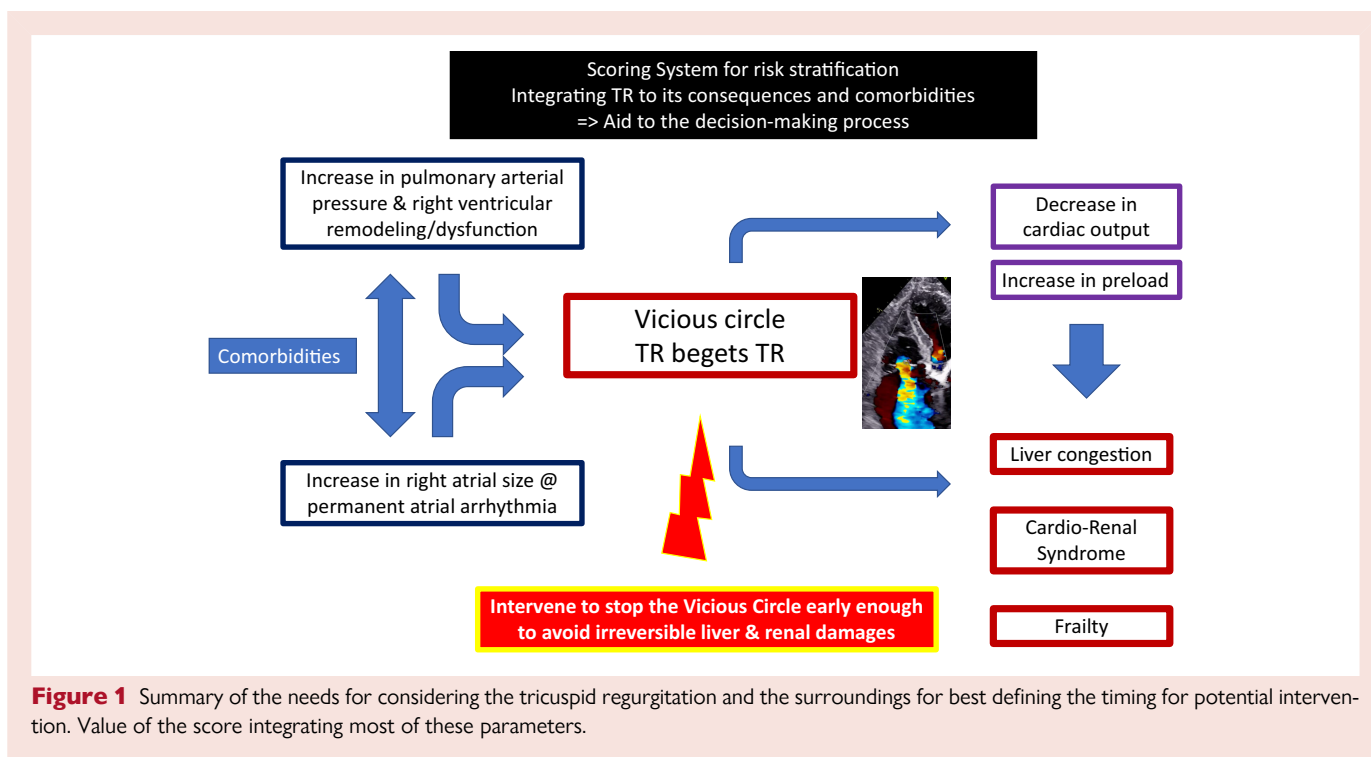 Scoring System for risk stratification
Integrating TR to its consequences and comorbidities
=> Aid to the decision-making process
Increase in pulmonary arterial
pressure & right ventricular
remodeling/dysfunction
Comorbidities
Increase in right atrial size @
permanent atrial arrhythmia
Vicious circle
TR begets TR
Intervene to stop the Vicious Circle early enough
to avoid irreversible liver & renal damages
Decrease in
cardiac output
Increase in preload
Liver congestion
Cardio-Renal
Syndrome
Frailty
Figure 1 Summary of the needs for considering the tricuspid regurgitation and the surroundings for best defining the timing for potential interven-
tion. Value of the score integrating most of these parameters.